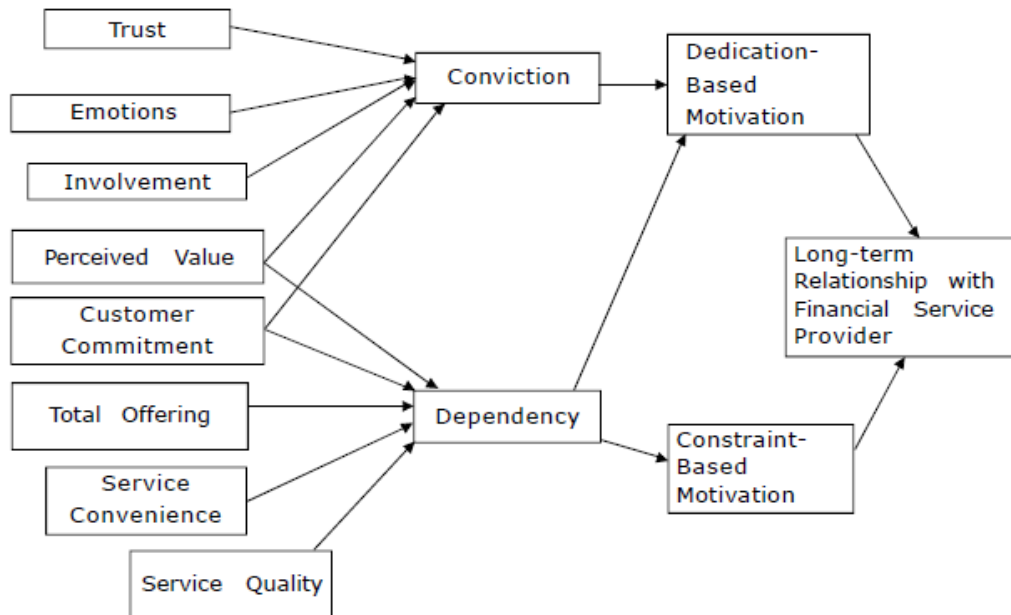 Trust
Emotions
Involvement
Perceived Value
Customer
Commitment
Total Offering
Service
Convenience
Service Quality
Conviction
Dependency
Dedication-
Based
Motivation
Constraint-
Based
Motivation
Long-term
Relationship with
Financial Service
Provider